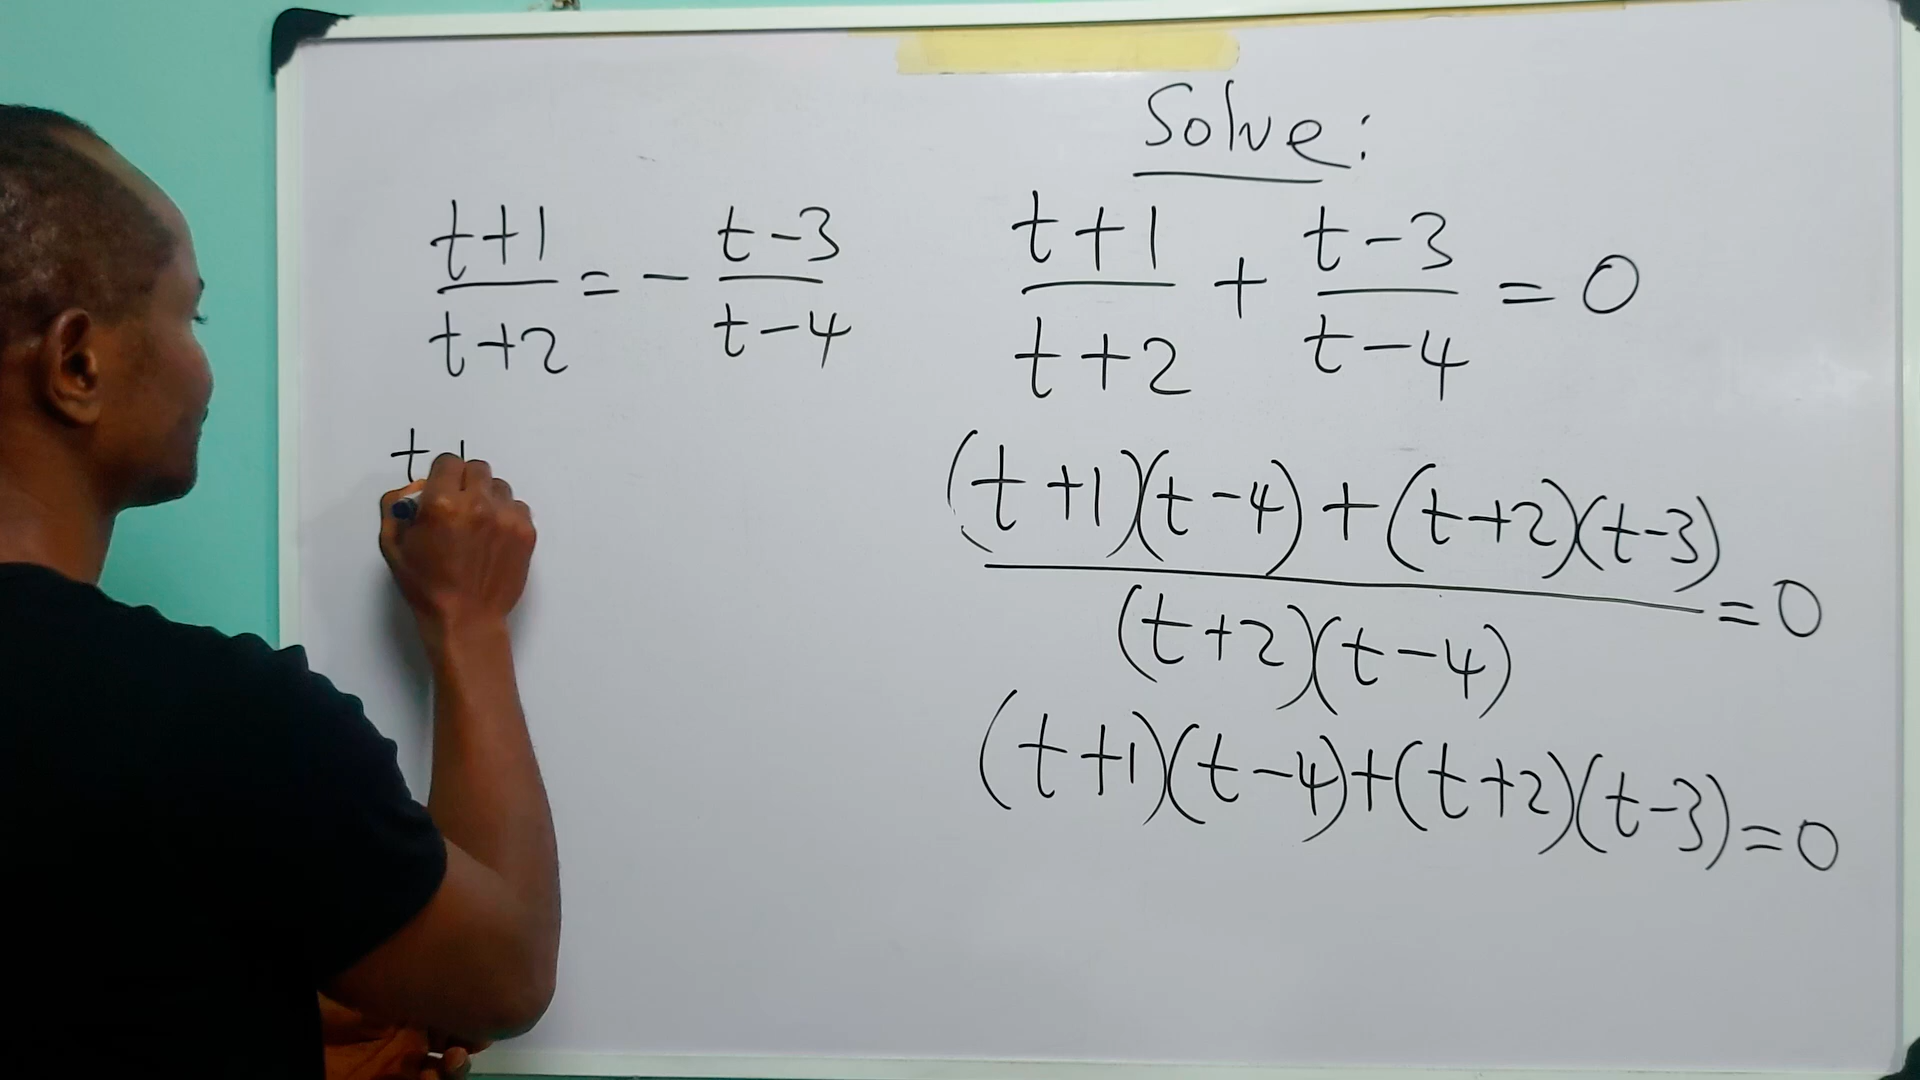 Solve:
t+1/t+2 = - t-3/t-4
t+
t+1/t+2 + t-3/t-4 = 0
(t+1)(t-4)+(t+2)(t-3)/(t+2)(t-4) = 0
(t+1)(t-4)+(t+2)(t-3)=0